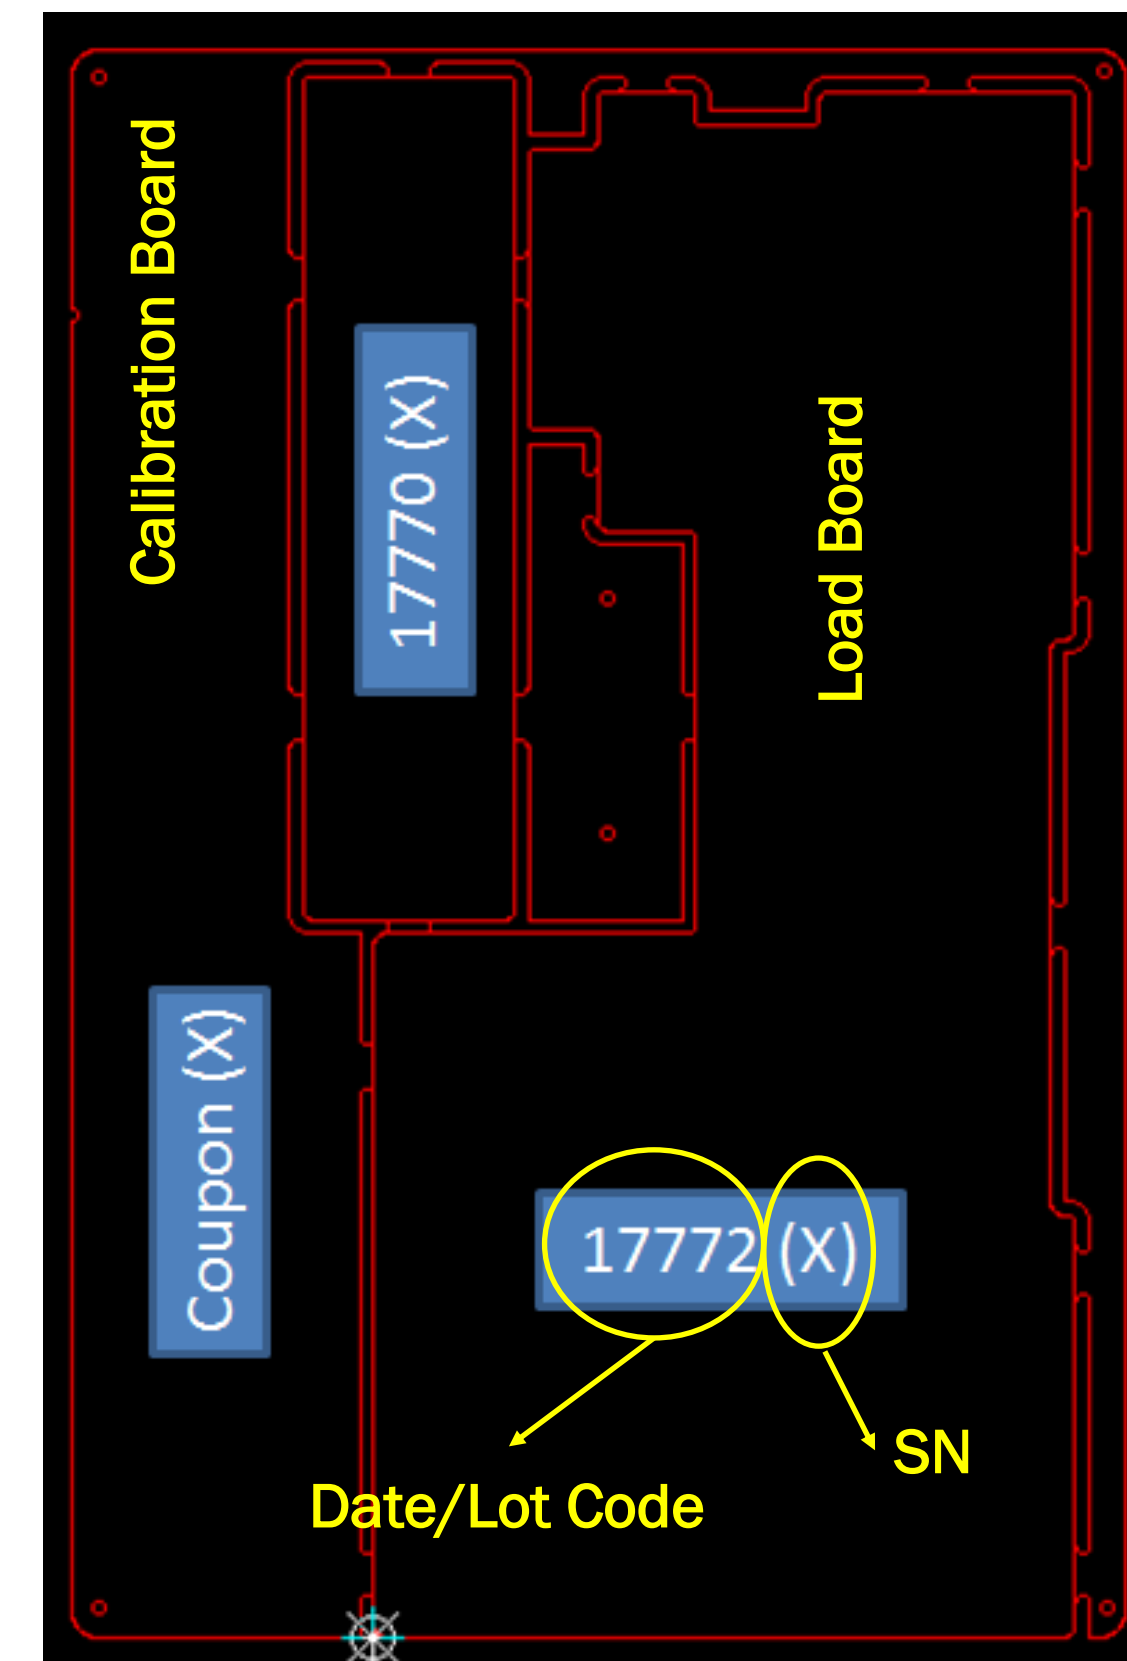 Calibration Board
17770 (X)
Load Board
Coupon (X)
17772 (X)
SN
Date/Lot Code